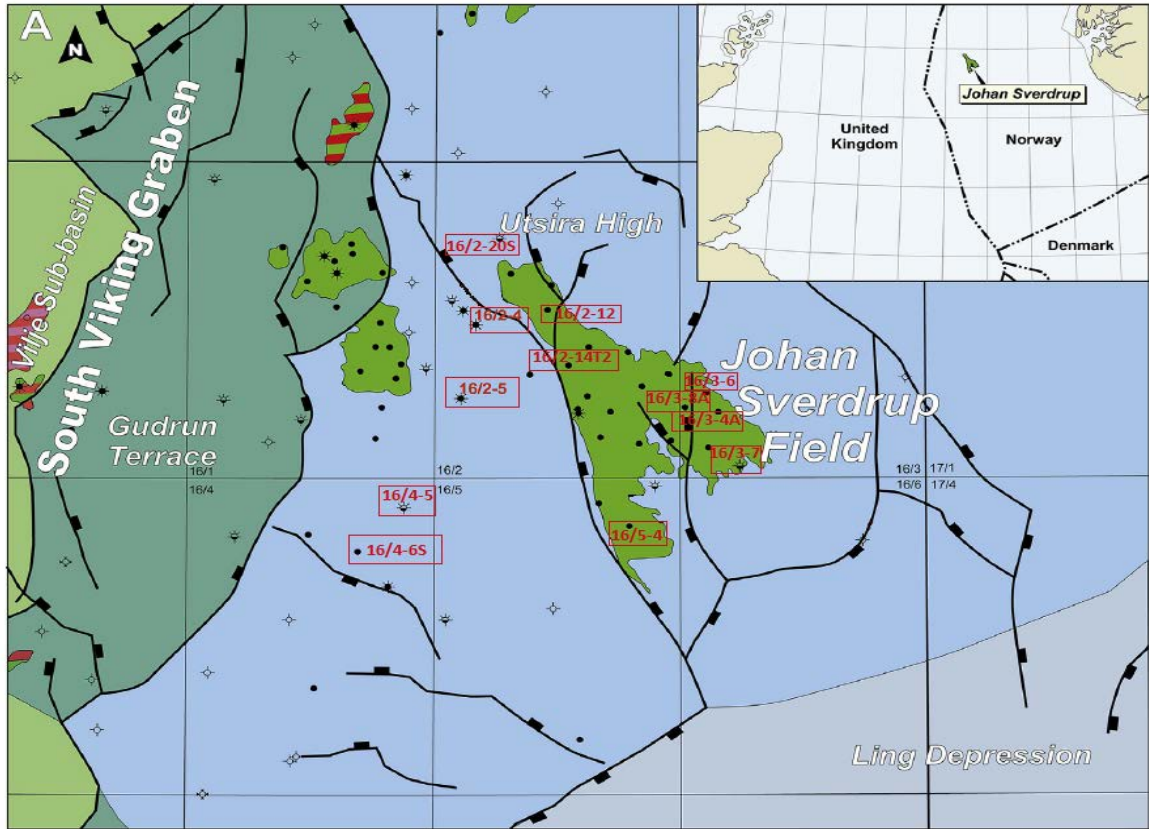 A
N
United
Kingdom
Norway
Denmark
Johan Sverdrup
South Viking Graben
Vilje Sub-basin
Gudrun
Terrace
Utsira High
Johan
Sverdrup
Field
Ling Depression
16/2-20S
16/2-4
16/2-12
16/2-14T2
16/2-5
16/3-6
16/3-8A
16/3-4A
16/3-7
16/4-5
16/4-6S
16/5-4
16/1
16/4
16/2
16/5
16/3
17/1
16/6
17/4